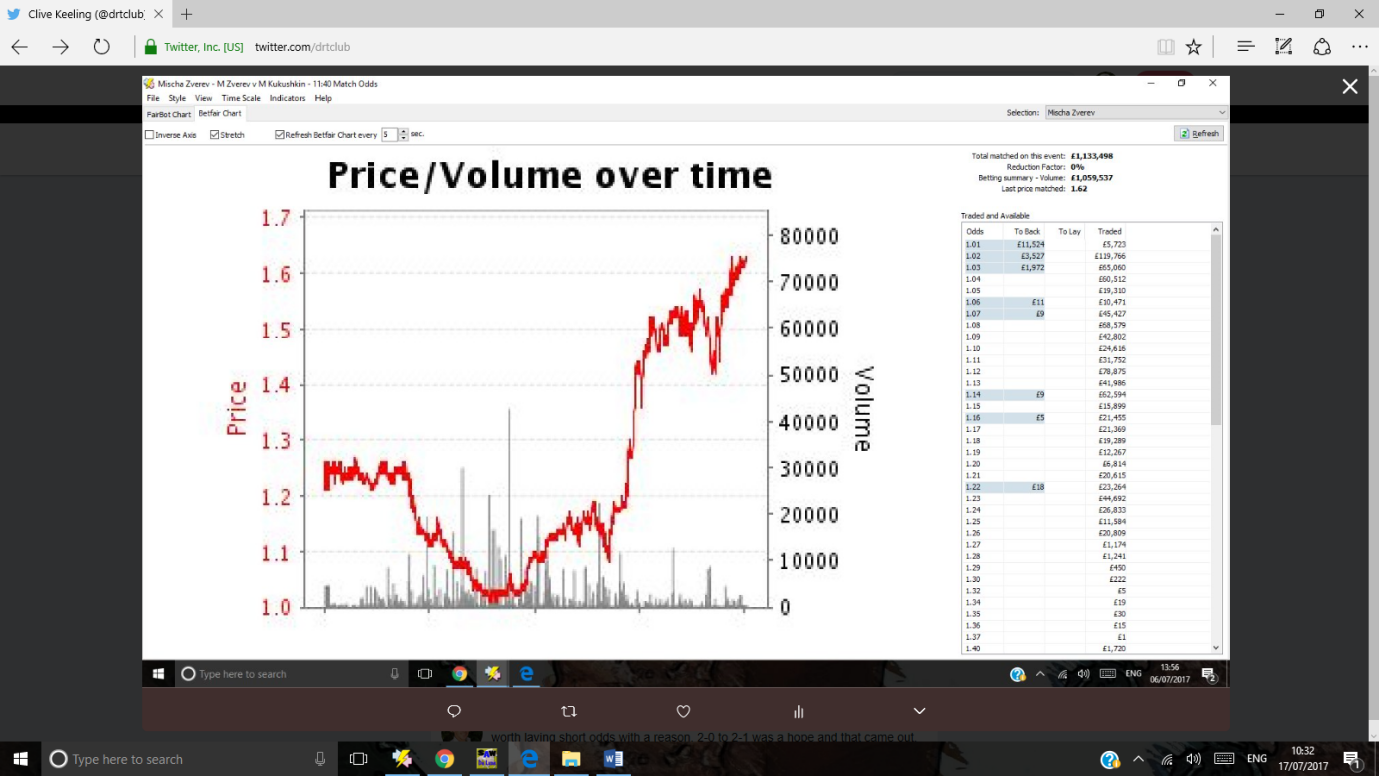 Clive Keeling (@drtclub)
Twitter, Inc. [US] twitter.com/drtclub
Mischa Zverev - M Zverev v M Kukushkin - 11:40 Match Odds
File Style View Time Scale Indicators Help
FairBot Chart Betfair Chart
Selection: Mischa Zverev
Inverse Axis Stretch Refresh Betfair Chart every 5 sec.
Refresh
Price/Volume over time
Total matched on this event: £1,133,498
Reduction Factor: 0%
Betting summary - Volume: £1,059,537
Last price matched: 1.62
1.7
1.6
1.5
1.4
1.3
1.2
1.1
1.0
Price
80000
70000
60000
50000
40000
30000
20000
10000
0
Volume
Traded and Available
Odds To Back To Lay Traded
1.01 £11,524 £5,723
1.02 £3,527 £119,766
1.03 £1,972 £65,060
1.04 £60,512
1.05 £19,310
1.06 £11 £10,471
1.07 £9 £45,427
1.08 £68,579
1.09 £42,802
1.10 £24,616
1.11 £31,752
1.12 £78,875
1.13 £41,986
1.14 £9 £62,594
1.15 £15,899
1.16 £5 £21,455
1.17 £21,369
1.18 £19,289
1.19 £12,267
1.20 £6,814
1.21 £20,615
1.22 £18 £23,264
1.23 £44,692
1.24 £26,833
1.25 £11,584
1.26 £20,809
1.27 £1,174
1.28 £1,241
1.29 £450
1.30 £222
1.32 £5
1.34 £19
1.35 £30
1.36 £15
1.37 £1
1.40 £1,720
Type here to search
ENG
13:56
06/07/2017
2
worth laying short odds with a reason. 2-0 to 2-1 was a hope and that came out
Type here to search
ENG
10:32
17/07/2017
1